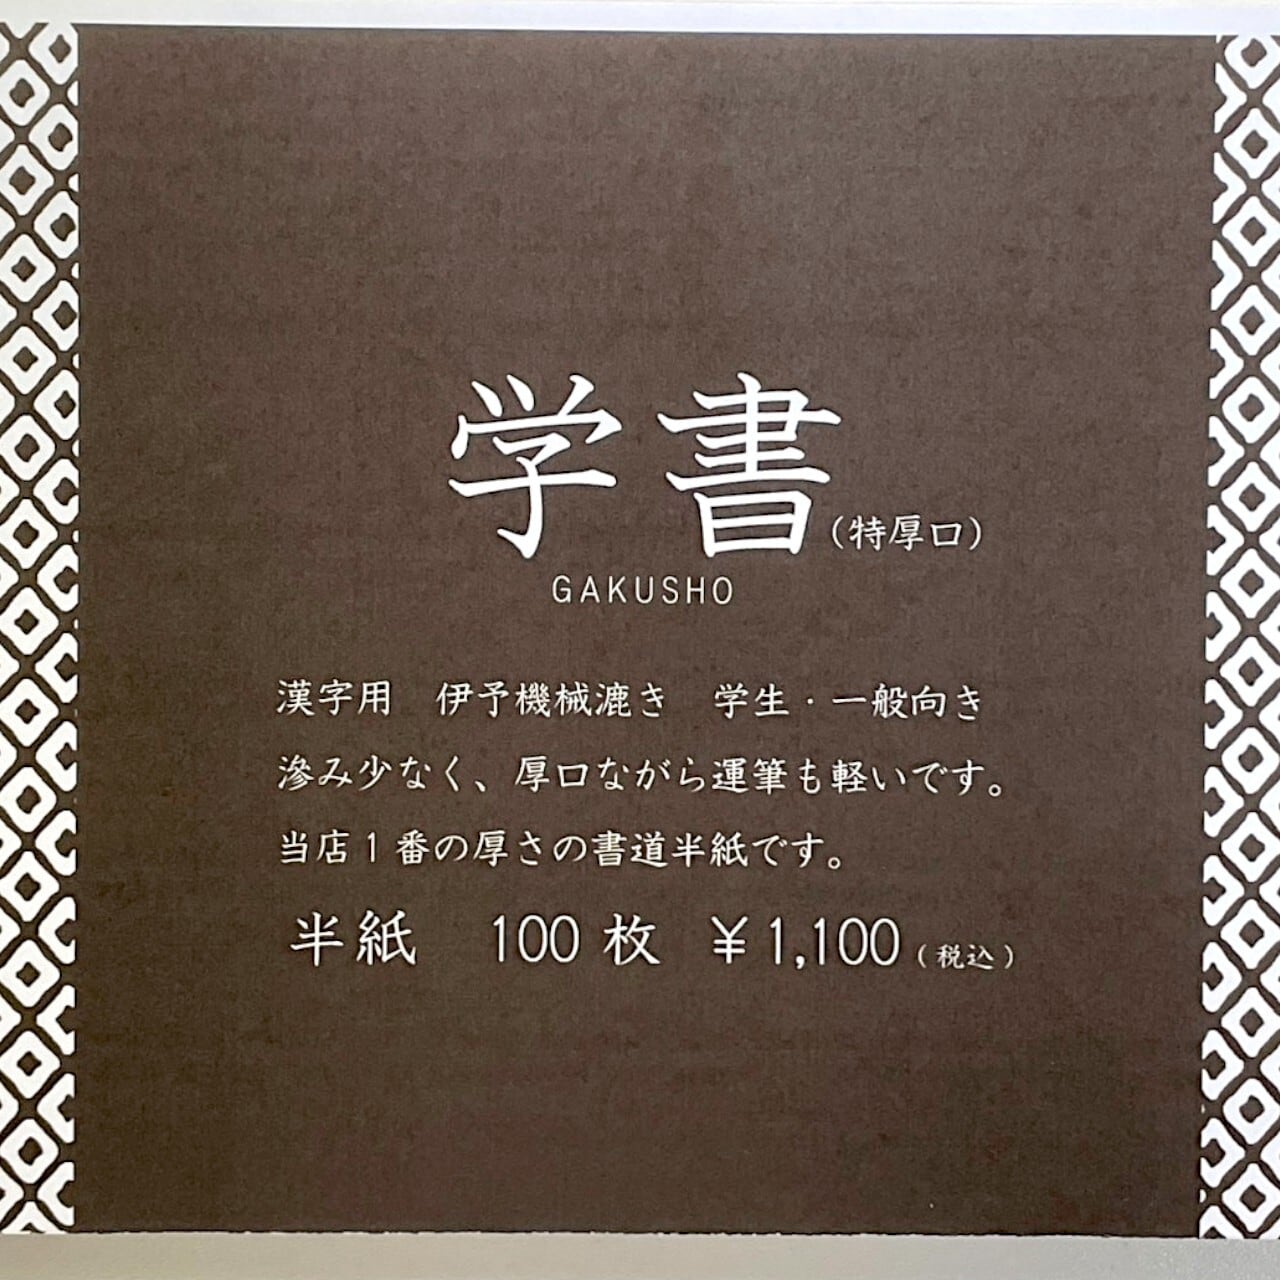 学書(特厚口)
GAKUSHO
漢字用　伊予機械漉き　学生・一般向き
滲み少なく、厚口ながら運筆も軽いです。
当店1番の厚さの書道半紙です。
半紙　100枚　¥1,100(税込)